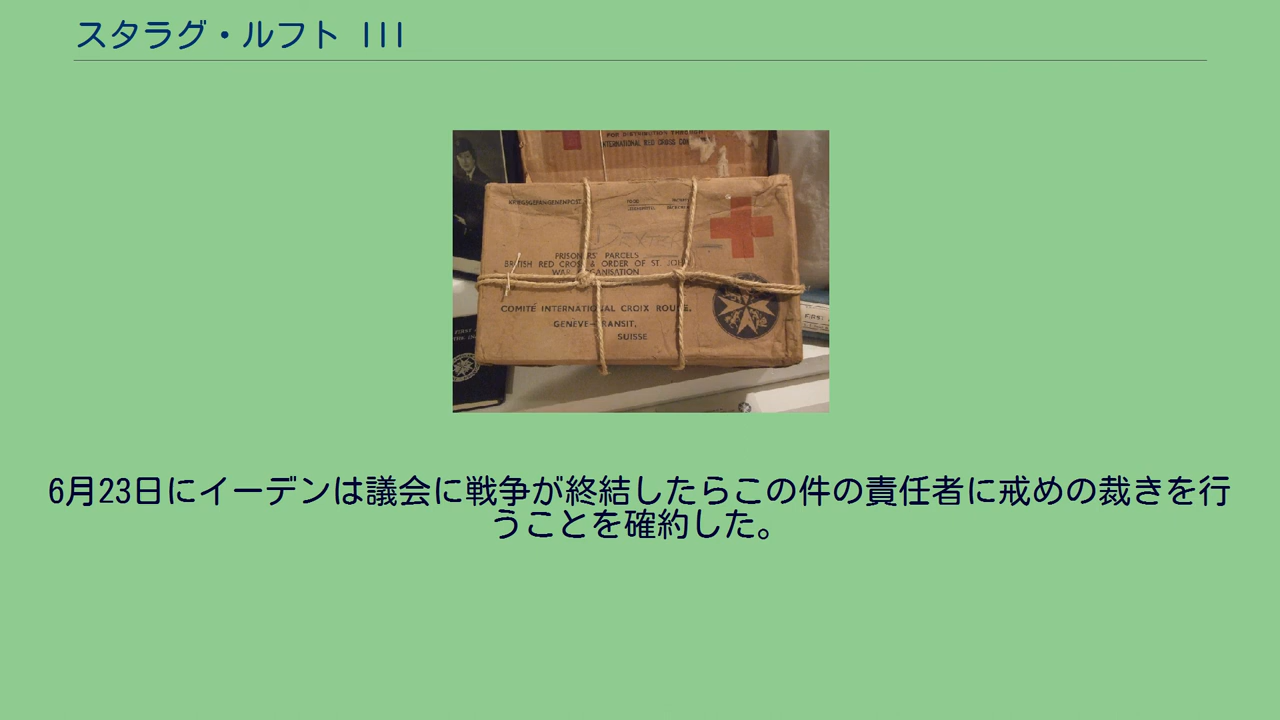 スタラグ・ルフト III
FOR DISTRIBUTION THROUGH
INTERNATIONAL RED CROSS
KRIEGSGEFANGENENPOST
DEXTER
PRISONERS' PARCELS
BRITISH RED CROSS & ORDER OF ST. JOHN
WAR ORGANISATION
COMITÉ INTERNATIONAL CROIX ROUGE,
GENEVE-TRANSIT,
SUISSE
FIRST
6月23日にイーデンは議会に戦争が終結したらこの件の責任者に戒めの裁きを行
うことを確約した。